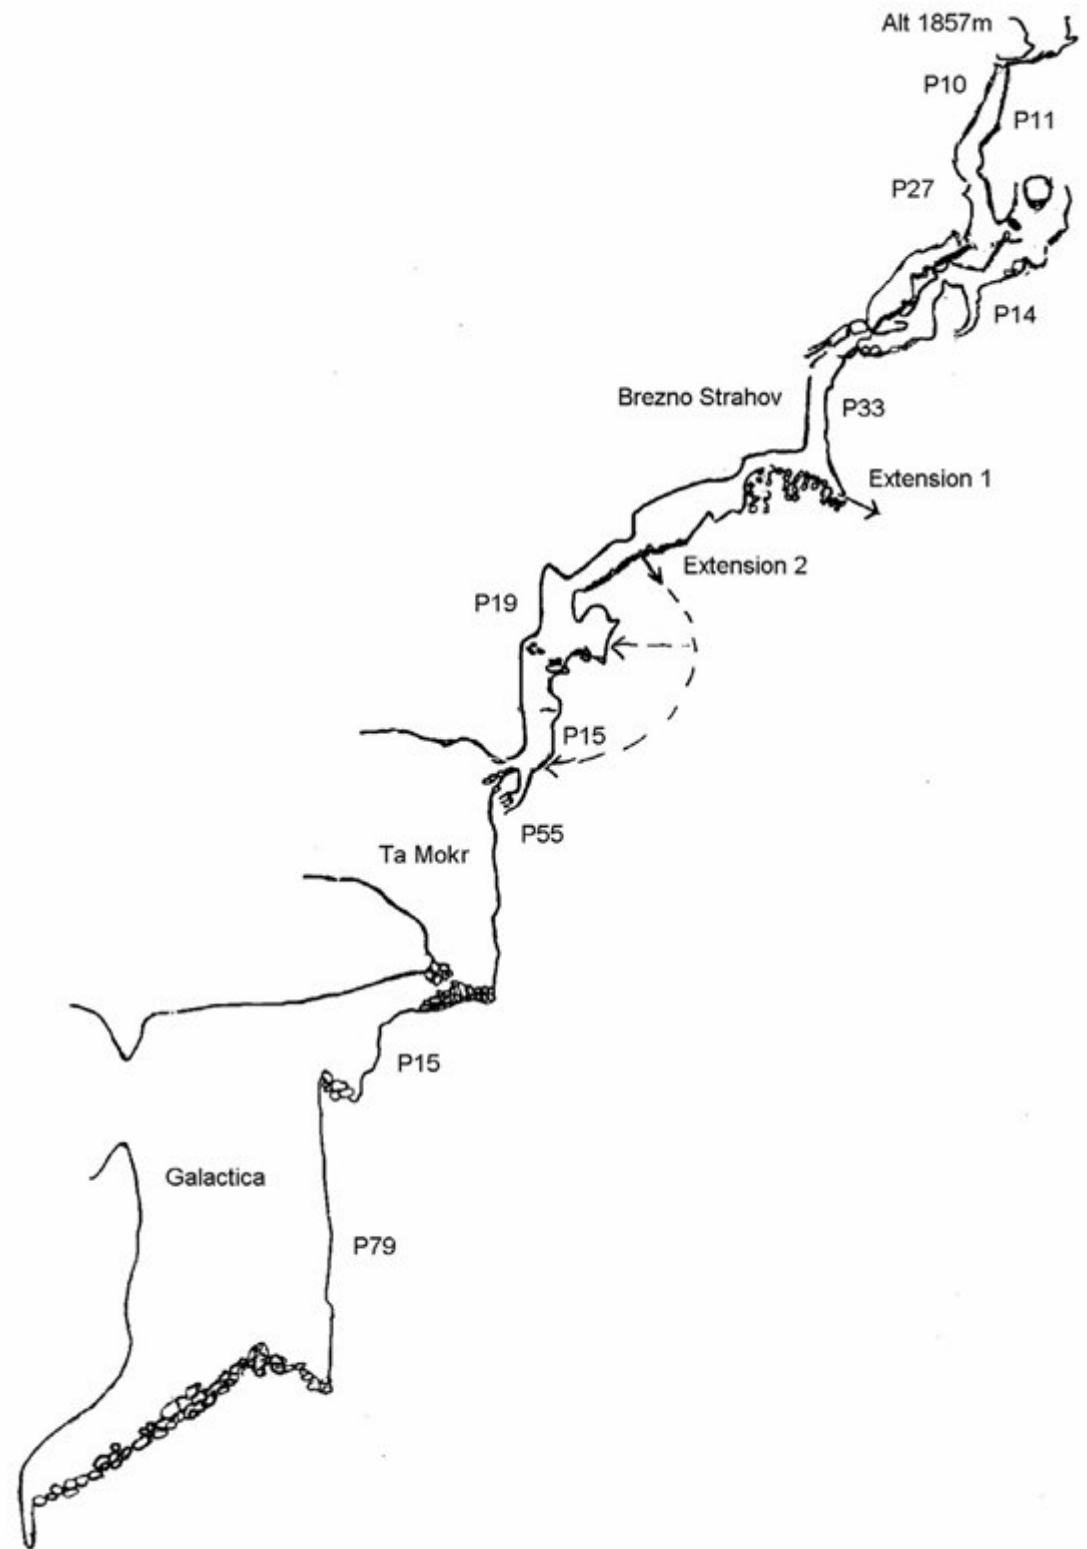 Alt 1857m
P10
P11
P27
P14
Brezno Strahov
P33
Extension 1
Extension 2
P19
P15
P55
Ta Mokr
P15
Galactica
P79